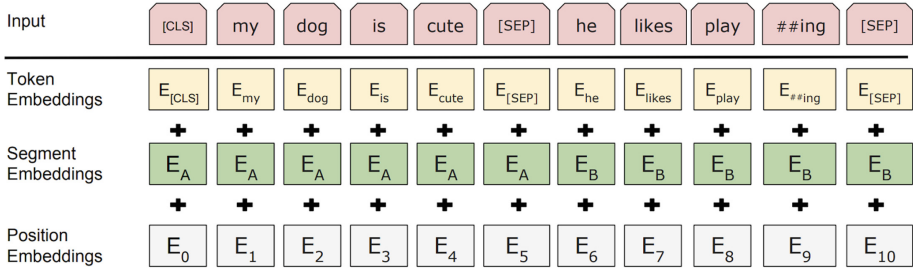 Input [CLS] my dog is cute [SEP] he likes play ##ing [SEP]
Token Embeddings E[CLS] Emy Edog Eis Ecute E[SEP] Ehe Elikes Eplay E##ing E[SEP]
+ + + + + + + + + + +
Segment Embeddings EA EA EA EA EA EA EB EB EB EB EB
+ + + + + + + + + + +
Position Embeddings E0 E1 E2 E3 E4 E5 E6 E7 E8 E9 E10